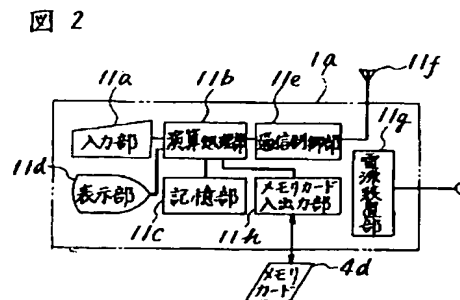 図 2
1a
11f
11a
11b
11e
11g
入力部
演算処理部
通信制御部
電源装置部
11d
表示部
記憶部
メモリカード
入出力部
11c
11h
メモリ
カード
4d